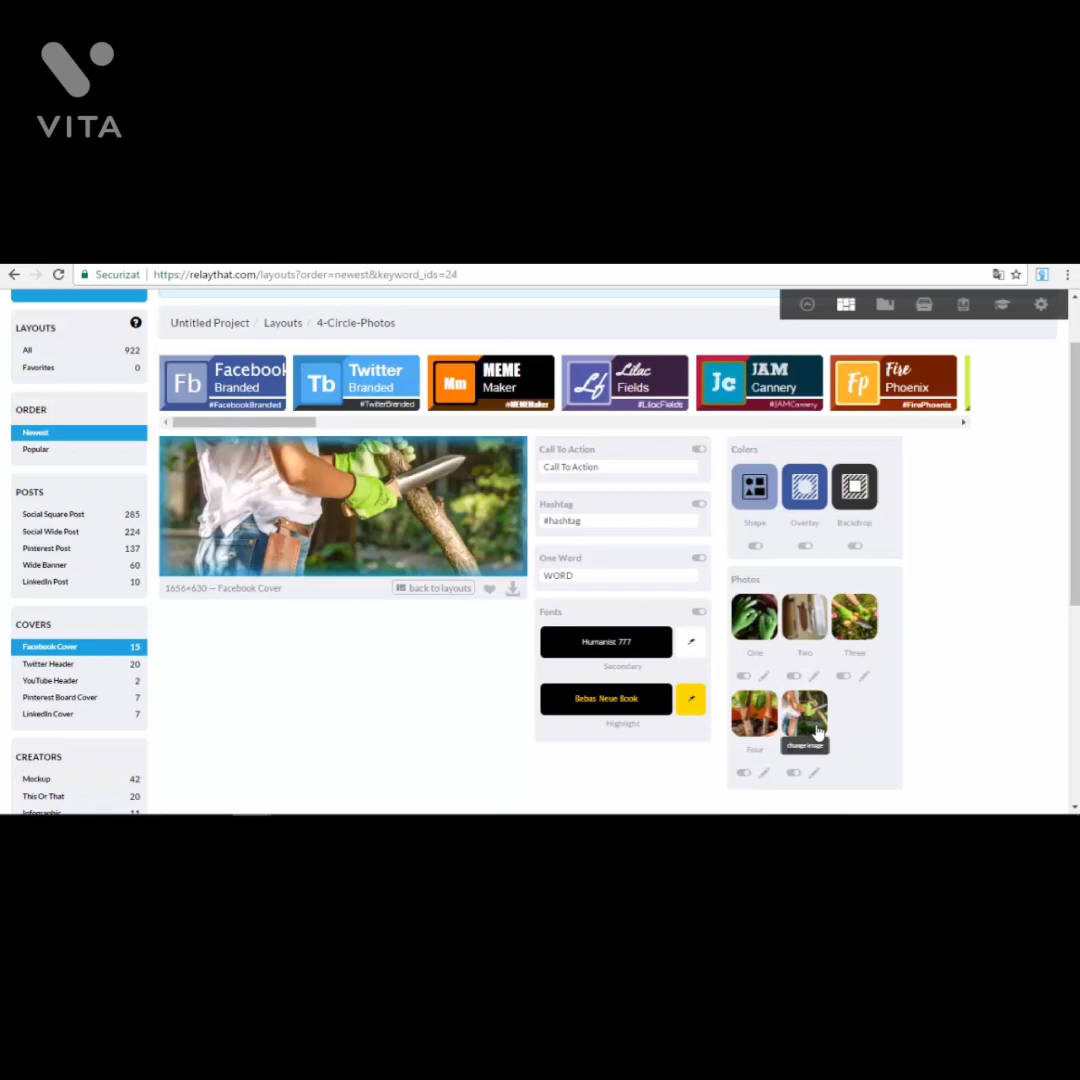 VITA
Securizat
https://relaythat.com/layouts?order=newest&keyword_ids=24
LAYOUTS
All 922
Favorites 0
ORDER
Newest
Popular
POSTS
Social Square Post 285
Social Wide Post 224
Pinterest Post 137
Wide Banner 60
LinkedIn Post 10
COVERS
Facebook Cover 15
Twitter Header 20
YouTube Header 2
Pinterest Board Cover 7
LinkedIn Cover 7
CREATORS
Mockup 42
This Or That 20
Infographic 11
Untitled Project / Layouts / 4-Circle-Photos
Fb Facebook
Branded
#FacebookBranded
Tb Twitter
Branded
#TwitterBranded
Mm MEME
Maker
#MEMEMaker
Lf Lilac
Fields
#LilacFields
Jc JAM
Cannery
#JAMCannery
Fp Fire
Phoenix
#FirePhoenix
1656×630 — Facebook Cover
back to layouts
Call To Action
Call To Action
Hashtag
#hashtag
One Word
WORD
Fonts
Humanist 777
Secondary
Bebas Neue Book
Highlight
Colors
Shape Overlay Backdrop
Photos
One Two Three
Four
change image